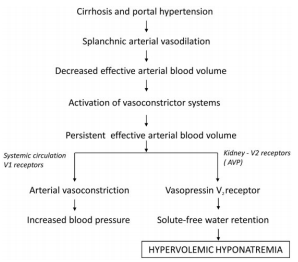 Cirrhosis and portal hypertension
Splanchnic arterial vasodilation
Decreased effective arterial blood volume
Activation of vasoconstrictor systems
Persistent effective arterial blood volume
Systemic circulation
V1 receptors
Kidney - V2 receptors
( AVP)
Arterial vasoconstriction
Vasopressin V2 receptor
Increased blood pressure
Solute-free water retention
HYPERVOLEMIC HYPONATREMIA